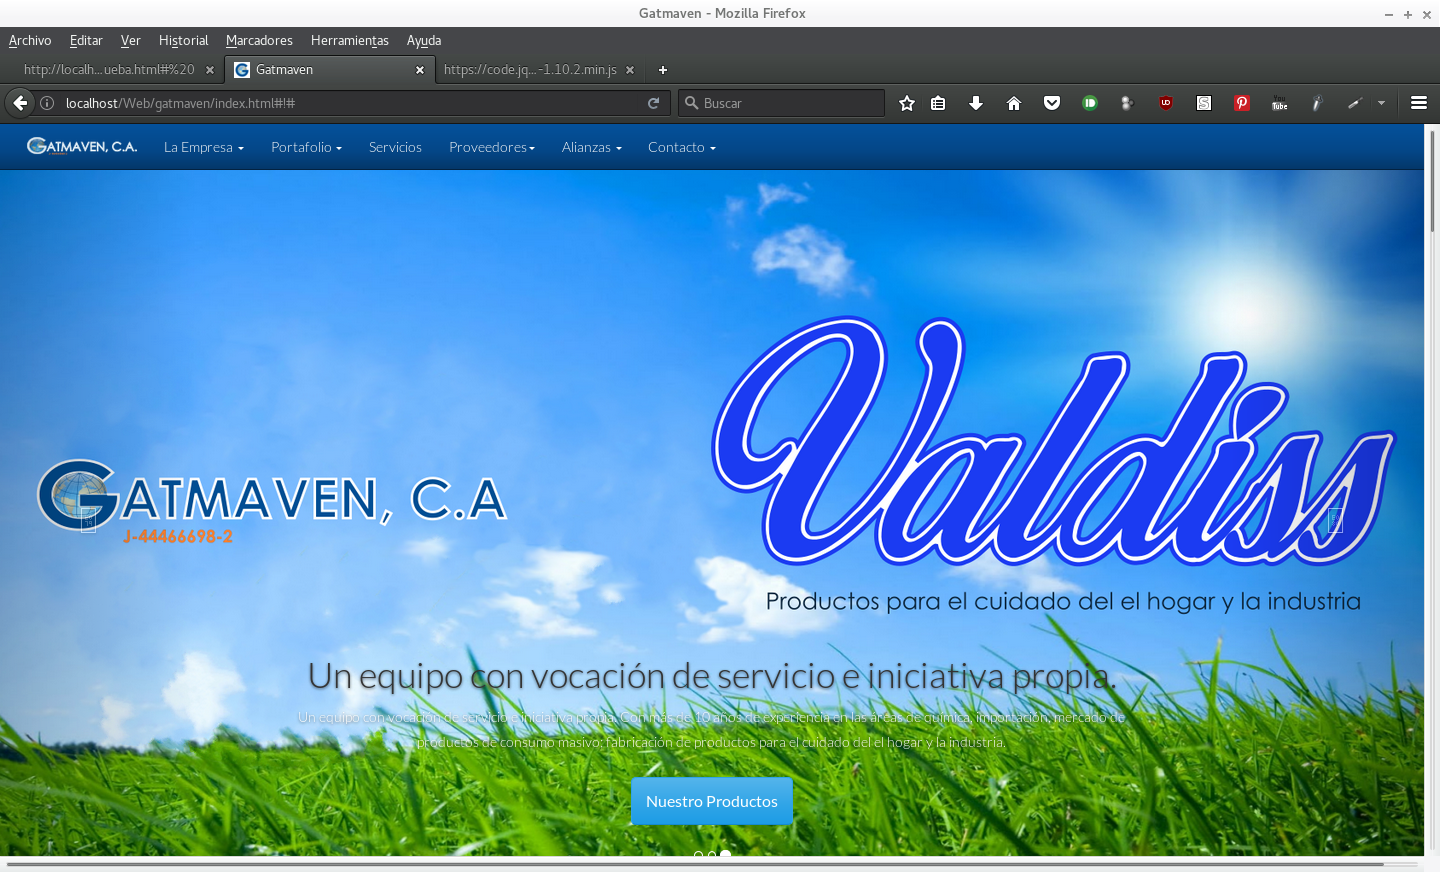 Gatmaven - Mozilla Firefox
Archivo Editar Ver Historial Marcadores Herramientas Ayuda
http://localh...ueba.html#%20
Gatmaven
https://code.jq...-1.10.2.min.js
localhost/Web/gatmaven/index.html#!#
Buscar
You Tube
GATMAVEN, C.A.
La Empresa
Portafolio
Servicios
Proveedores
Alianzas
Contacto
Valdiss
GATMAVEN, C.A
J-44466698-2
Productos para el cuidado del el hogar y la industria
Un equipo con vocación de servicio e iniciativa propia.
Un equipo con vocación de servicio e iniciativa propia. Con más de 10 años de experiencia en las áreas de química, importación, mercado de
productos de consumo masivo; fabricación de productos para el cuidado del el hogar y la industria.
Nuestro Productos